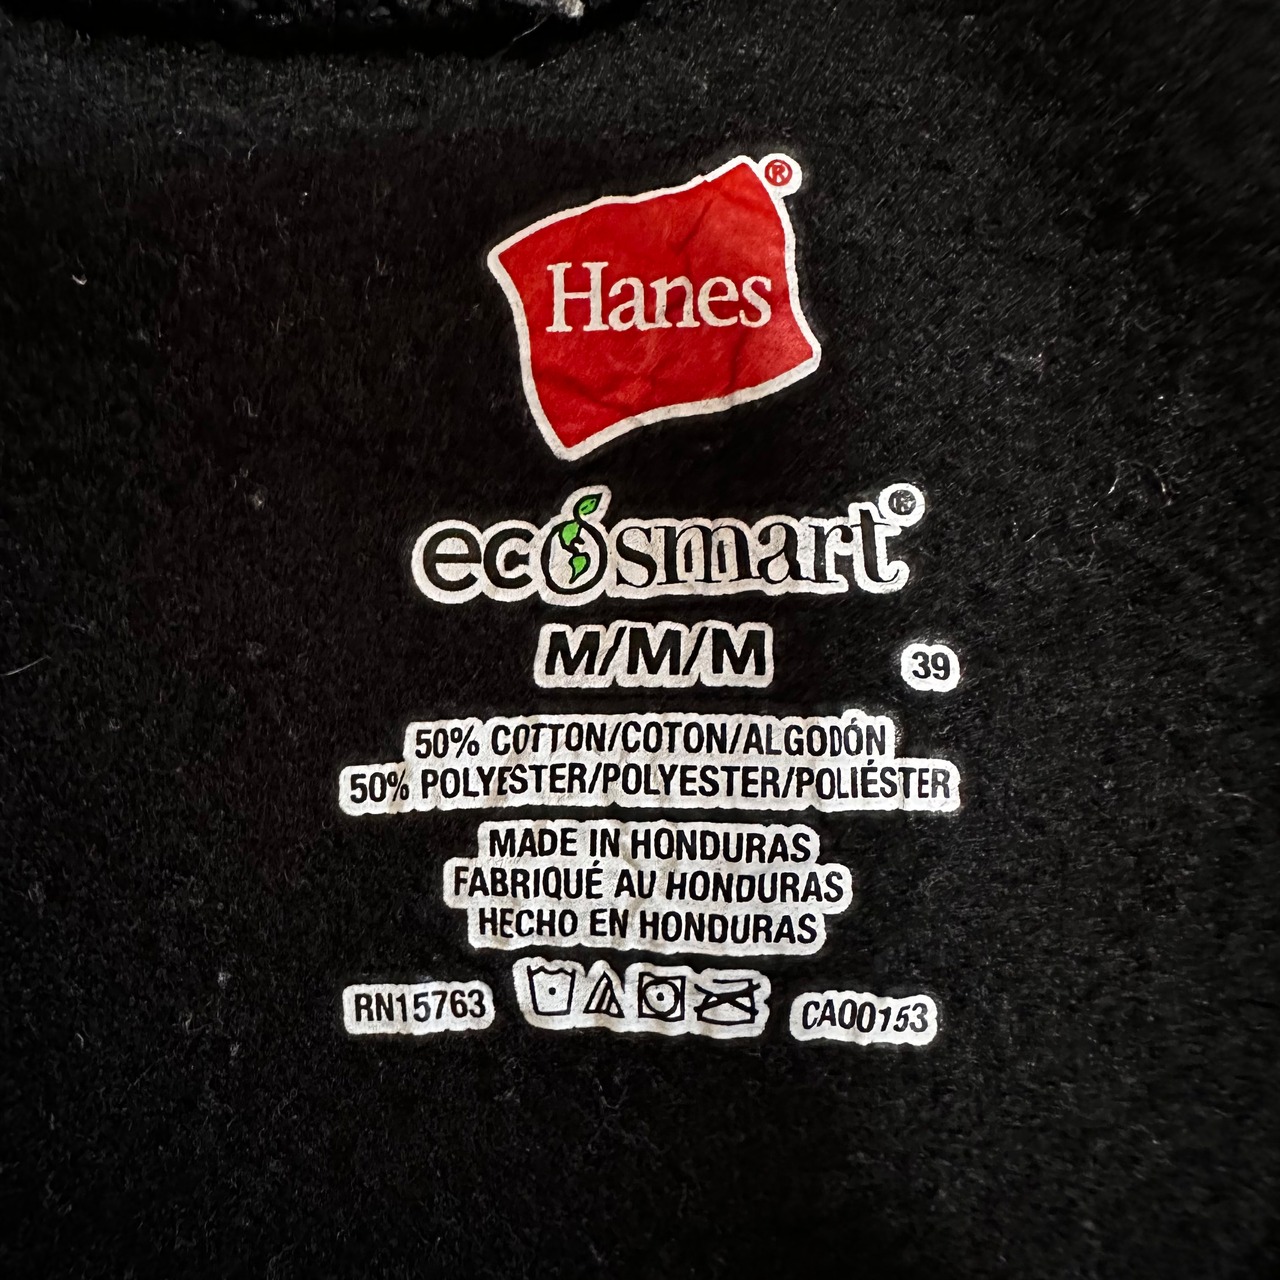 Hanes®
ecosmart®
M/M/M
39
50% COTTON/COTON/ALGODÓN
50% POLYESTER/POLYESTER/POLIÉSTER
MADE IN HONDURAS
FABRIQUÉ AU HONDURAS
HECHO EN HONDURAS
RN15763 CA00153